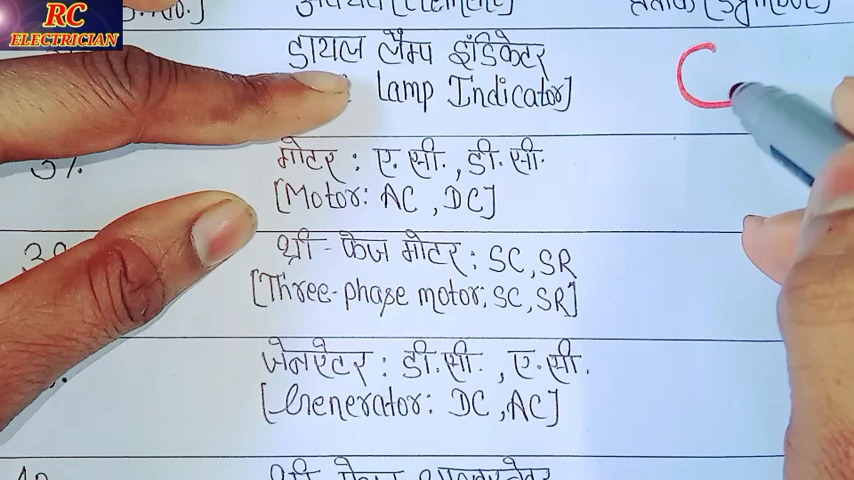 RC
ELECTRICIAN
डायल लैम्प इंडिकेटर
Lamp Indicator]
37.
मोटर : ए. सी. , डी. सी.
[Motor: AC , DC]
थ्री - फेज मोटर : SC, SR
[Three-phase motor: SC, SR]
जेनरेटर : डी. सी. , ए. सी.
[Generator: DC, AC]